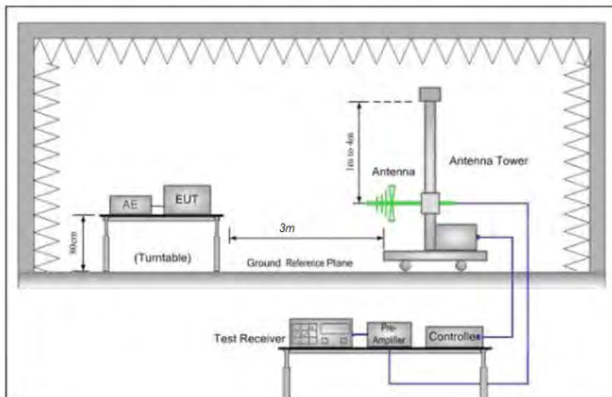 1m to 4m
Antenna
Antenna Tower
AE
EUT
3m
80cm
(Turntable)
Ground Reference Plane
Test Receiver
Pre-
Amplifier
Controller